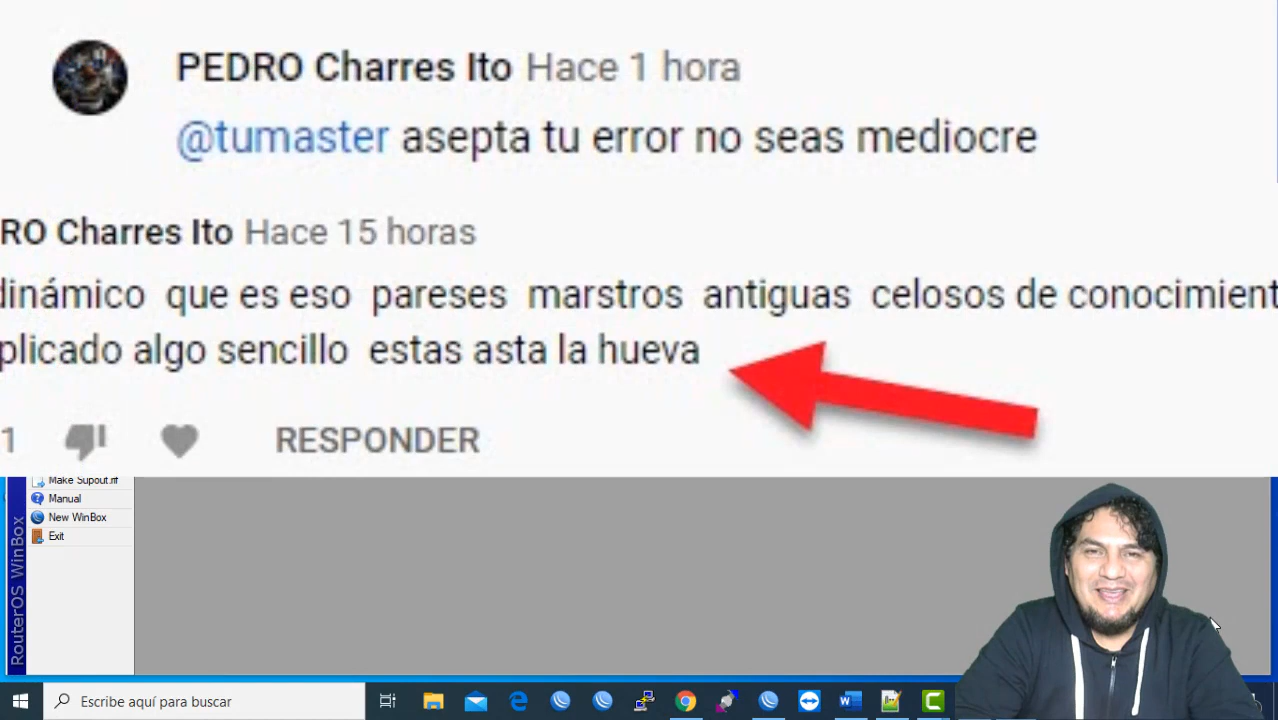 PEDRO Charres Ito Hace 1 hora
@tumaster asepta tu error no seas mediocre
RO Charres Ito Hace 15 horas
dinámico que es eso pareses marstros antiguas celosos de conocimient
plicado algo sencillo estas asta la hueva
1 RESPONDER
Make Supout.rif
Manual
New WinBox
Exit
RouterOS WinBox
Escribe aquí para buscar